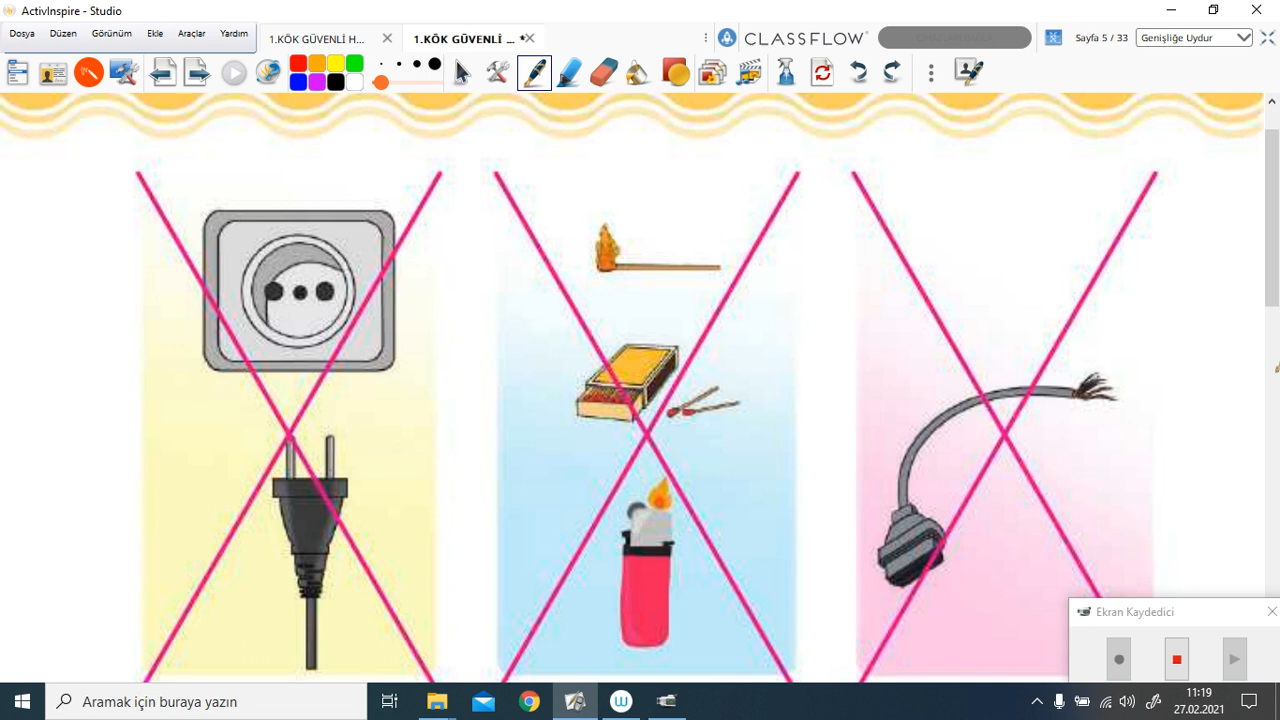 ActivInspire - Studio
Dosya Düzen Görünüm Ekle Araçlar Yardım
1.KÖK GÜVENLİ H...
1.KÖK GÜVENLİ ... *
CLASSFLOW
Sayfa 5 / 33
Genişliğe Uydur
Ekran Kaydedici
Aramak için buraya yazın
11:19
27.02.2021